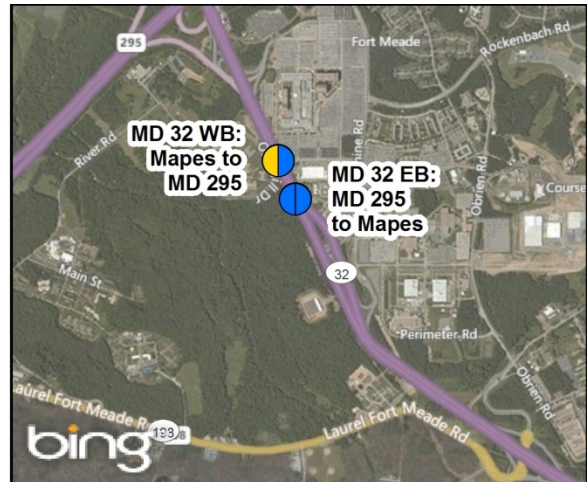 295
Fort Meade
Rockenbach Rd
MD 32 WB:
Mapes to
MD 295
River Rd
MD 32 EB:
MD 295
to Mapes
Obrien Rd
Course
32
Main St
Perimeter Rd
Obrien Rd
Laurel Fort Meade Rd
198
Laurel Fort Meade Rd
bing